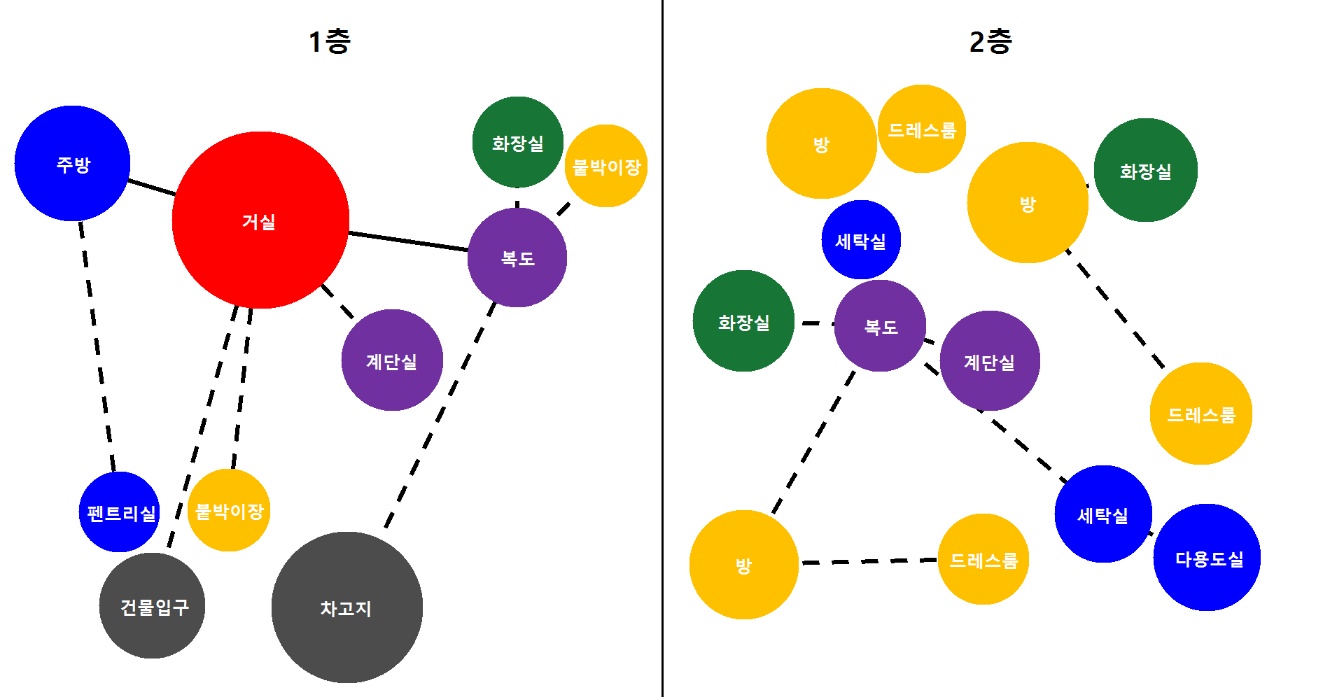 1층
주방
거실
화장실
붙박이장
복도
계단실
펜트리실
붙박이장
건물입구
차고지
2층
방
드레스룸
방
화장실
세탁실
화장실
복도
계단실
드레스룸
세탁실
다용도실
방
드레스룸